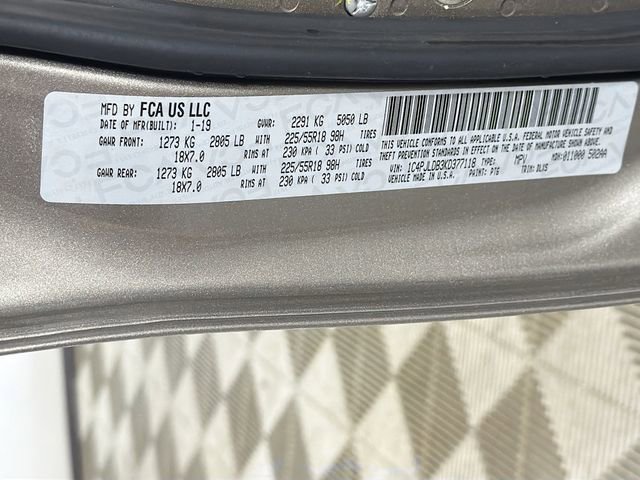 MFD BY FCA US LLC
DATE OF MFR(BUILT): 1-19 GVWR: 2291 KG 5050 LB
GAWR FRONT: 1273 KG 2805 LB WITH 225/55R18 98H TIRES
18X7.0 RIMS AT 230 KPA ( 33 PSI) COLD
GAWR REAR: 1273 KG 2805 LB WITH 225/55R18 98H TIRES
18X7.0 RIMS AT 230 KPA ( 33 PSI) COLD
THIS VEHICLE CONFORMS TO ALL APPLICABLE U.S.A. FEDERAL MOTOR VEHICLE SAFETY AND
THEFT PREVENTION STANDARDS IN EFFECT ON THE DATE OF MANUFACTURE SHOWN ABOVE.
VIN: 1C4PJLDB3KD377118 TYPE: MPV MDH: 011000 502AA
VEHICLE MADE IN U.S.A. PAINT: PTG TRIM: DLX9